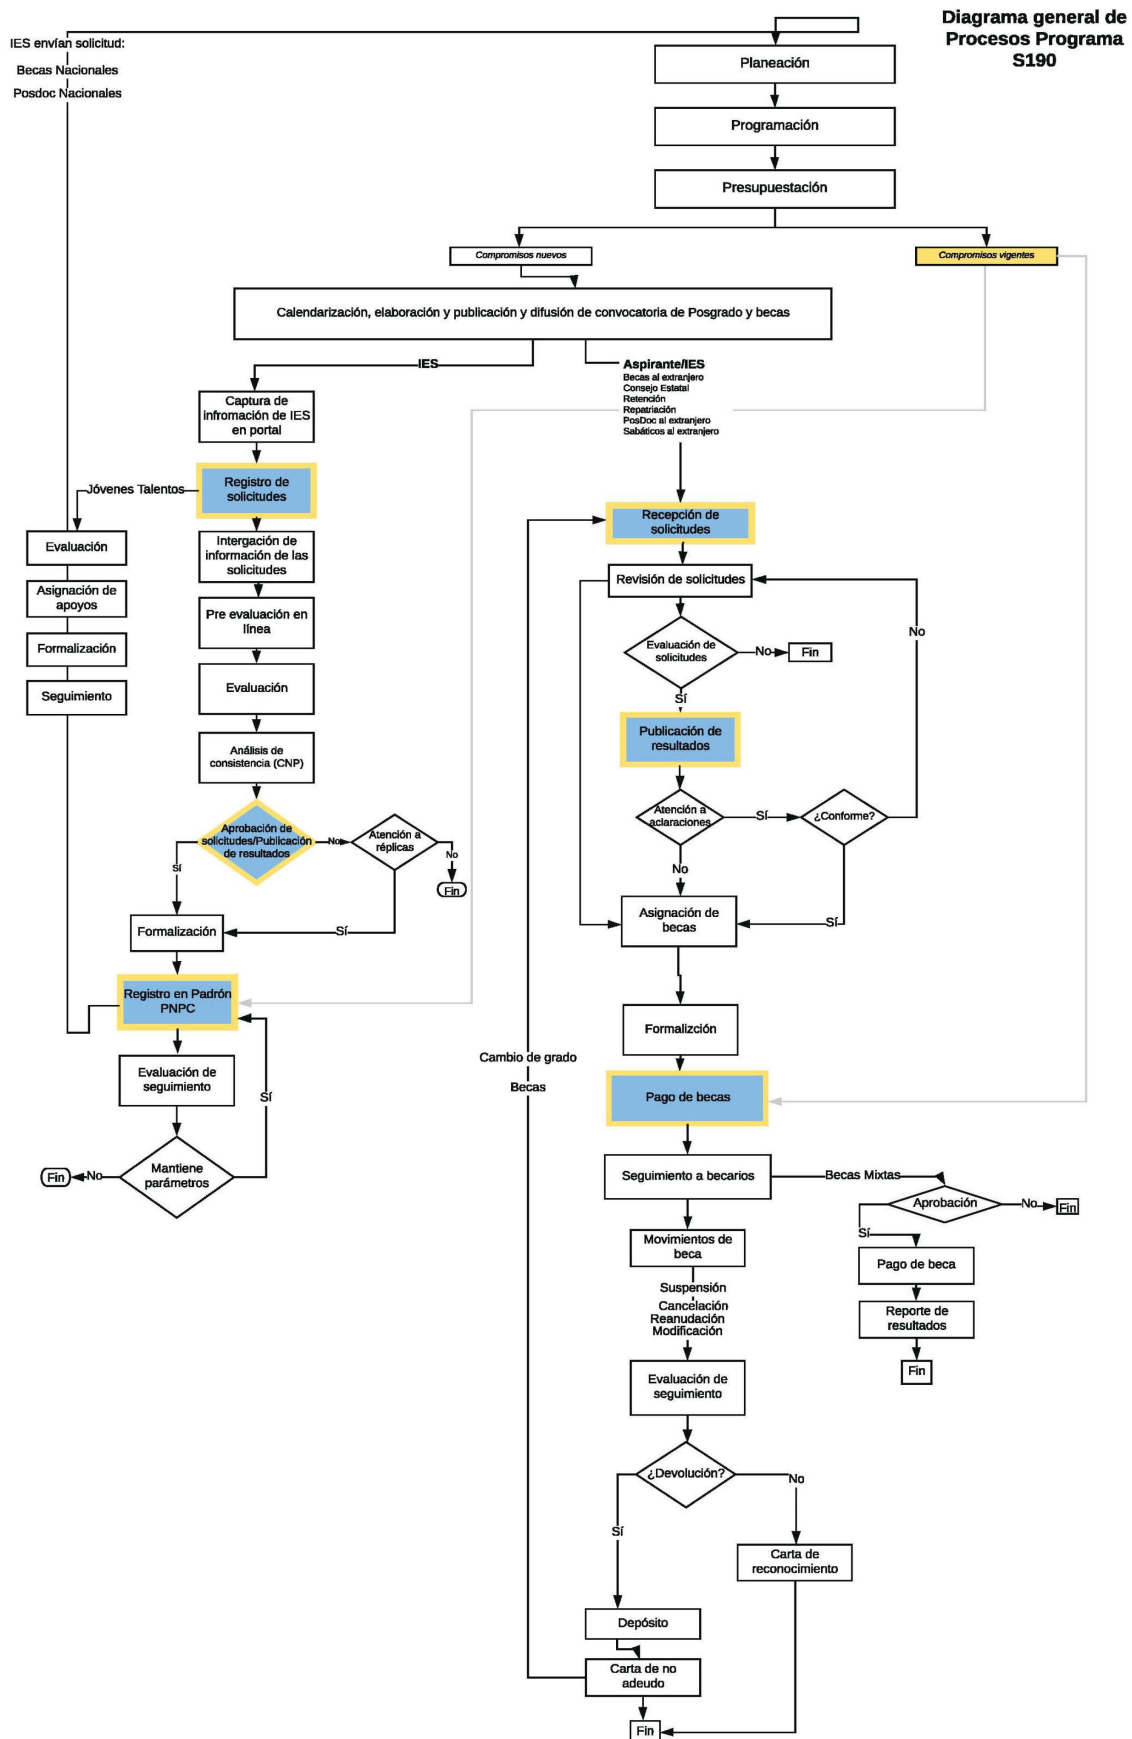 Diagrama general de
Procesos Programa
S190
IES envían solicitud:
Becas Nacionales
Posdoc Nacionales
Planeación
Programación
Presupuestación
Compromisos nuevos
Compromisos vigentes
Calendarización, elaboración y publicación y difusión de convocatoria de Posgrado y becas
IES
Aspirante/IES
Becas al extranjero
Consejo Estatal
Retención
Repatriación
PosDoc al extranjero
Sabáticos al extranjero
Captura de
infromación de IES
en portal
Jóvenes Talentos
Registro de
solicitudes
Evaluación
Asignación de
apoyos
Formalización
Seguimiento
Intergación de
información de las
solicitudes
Pre evaluación en
línea
Evaluación
Análisis de
consistencia (CNP)
Aprobación de
solicitudes/Publicación
de resultados
No
Atención a
réplicas
No
Fin
Sí
Sí
Formalización
Registro en Padrón
PNPC
Evaluación de
seguimiento
Sí
Mantiene
parámetros
No
Fin
Recepción de
solicitudes
Revisión de solicitudes
No
Evaluación de
solicitudes
No
Fin
Sí
Publicación de
resultados
Atención a
aclaraciones
Sí
¿Conforme?
No
Sí
Asignación de
becas
Formalizción
Cambio de grado
Becas
Pago de becas
Seguimiento a becarios
Becas Mixtas
Aprobación
No
Fin
Sí
Pago de beca
Reporte de
resultados
Fin
Movimientos de
beca
Suspensión
Cancelación
Reanudación
Modificación
Evaluación de
seguimiento
¿Devolución?
No
Sí
Carta de
reconocimiento
Depósito
Carta de no
adeudo
Fin